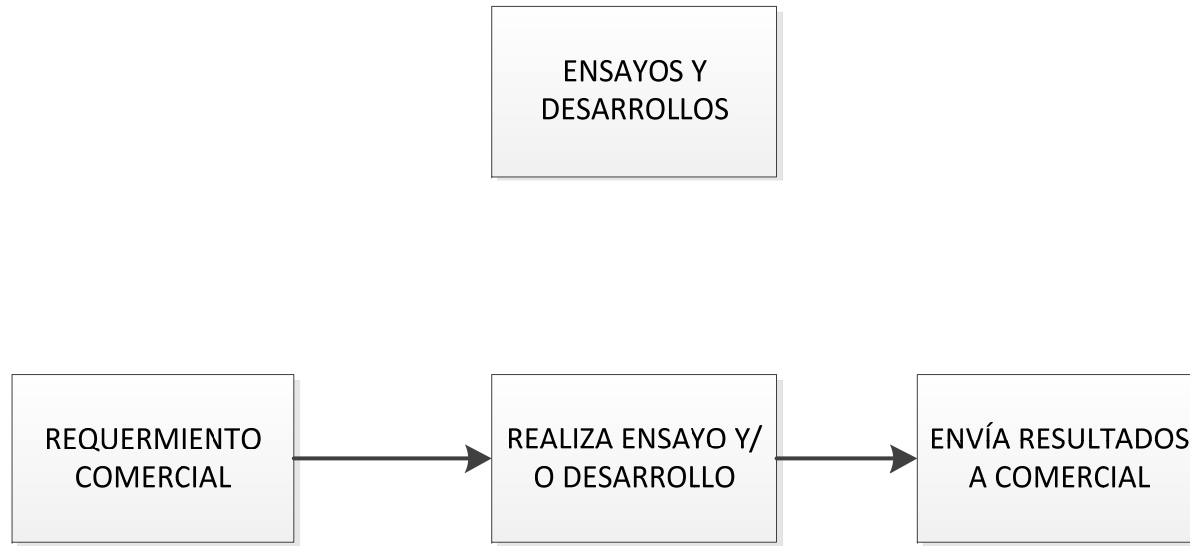 ENSAYOS Y
DESARROLLOS
REQUERMIENTO
COMERCIAL
REALIZA ENSAYO Y/
O DESARROLLO
ENVÍA RESULTADOS
A COMERCIAL